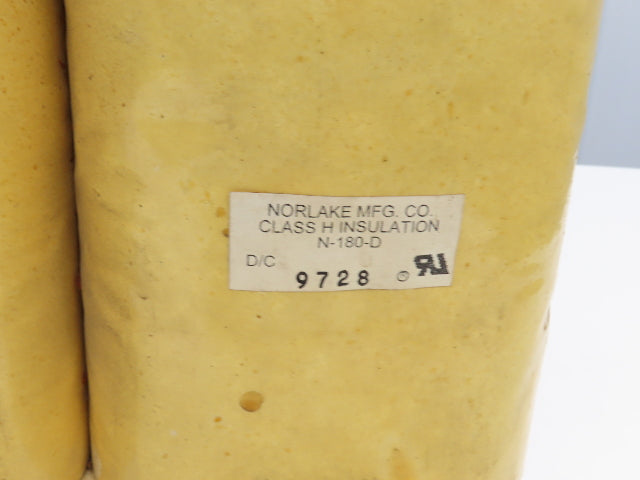 NORLAKE MFG. CO.
CLASS H INSULATION
N-180-D
D/C 9728